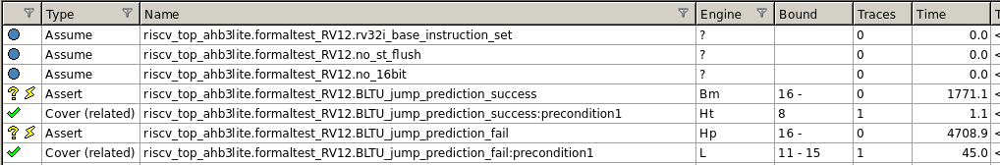 Type Name Engine Bound Traces Time
Assume riscv_top_ahb3lite.formaltest_RV12.rv32i_base_instruction_set ? 0 0.0 <
Assume riscv_top_ahb3lite.formaltest_RV12.no_st_flush ? 0 0.0 <
Assume riscv_top_ahb3lite.formaltest_RV12.no_16bit ? 0 0.0 <
? Assert riscv_top_ahb3lite.formaltest_RV12.BLTU_jump_prediction_success Bm 16 - 0 1771.1 <
Cover (related) riscv_top_ahb3lite.formaltest_RV12.BLTU_jump_prediction_success:precondition1 Ht 8 1 1.1 <
? Assert riscv_top_ahb3lite.formaltest_RV12.BLTU_jump_prediction_fail Hp 16 - 0 4708.9 <
Cover (related) riscv_top_ahb3lite.formaltest_RV12.BLTU_jump_prediction_fail:precondition1 L 11 - 15 1 45.0 <